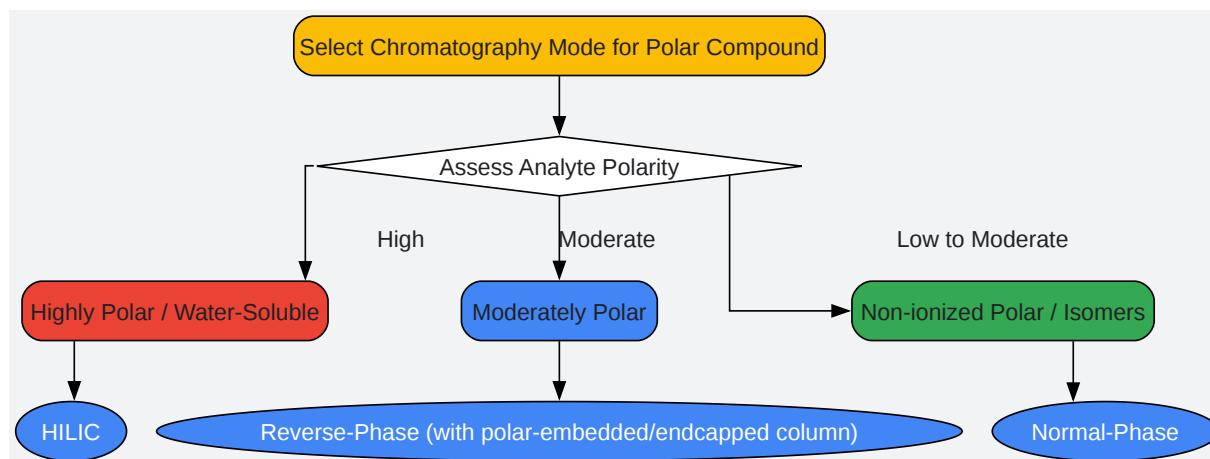 Select Chromatography Mode for Polar Compound
Assess Analyte Polarity
High
Moderate
Low to Moderate
Highly Polar / Water-Soluble
Moderately Polar
Non-ionized Polar / Isomers
HILIC
Reverse-Phase (with polar-embedded/endcapped column)
Normal-Phase